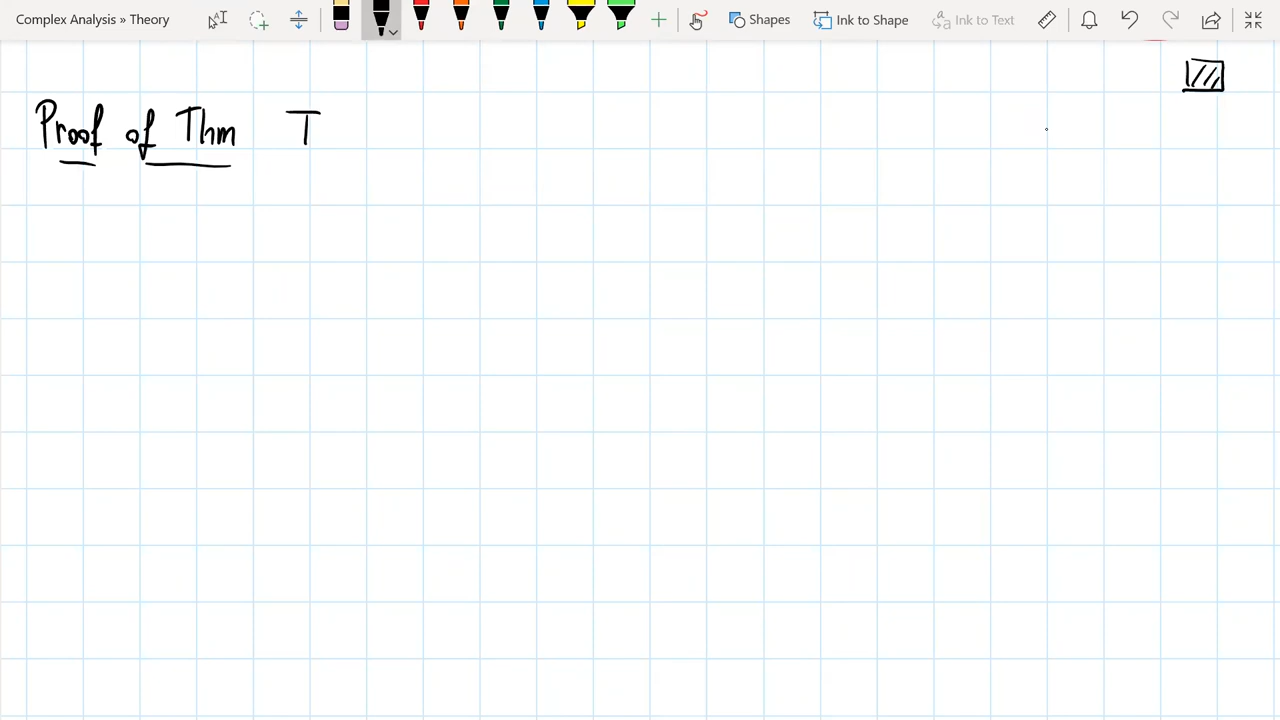 Complex Analysis » Theory
Shapes
Ink to Shape
Ink to Text
Proof of Thm T